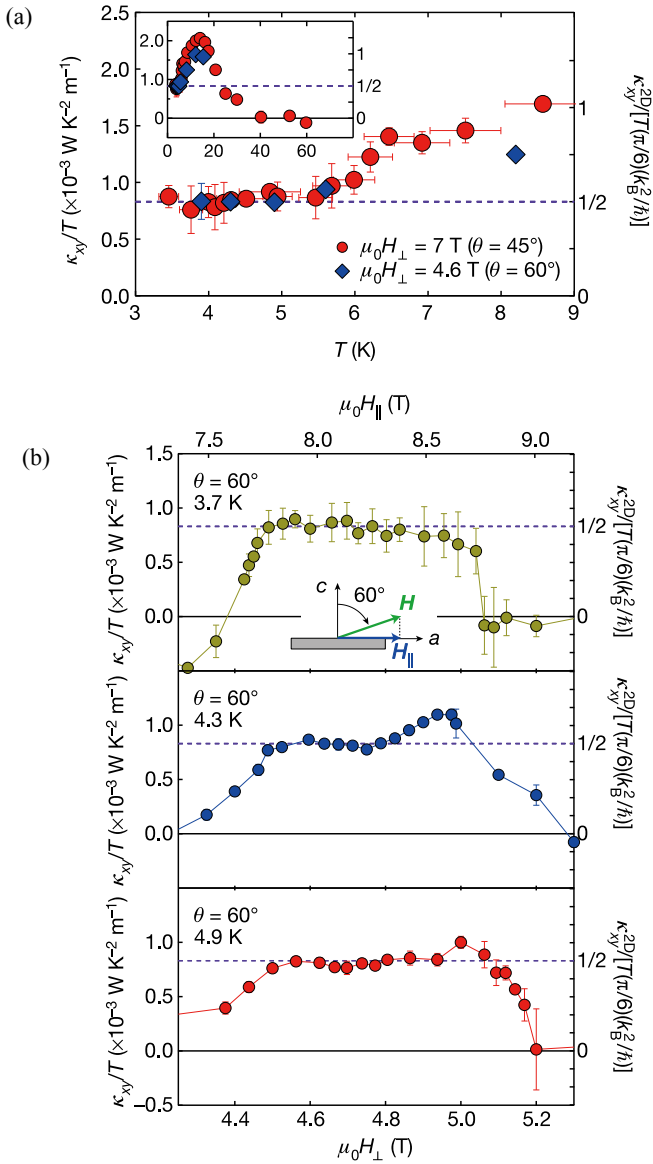 (a)
κxy/T (×10−3 W K−2 m−1)
2.5
2.0
1.5
1.0
0.5
0.0
2.0
1.0
0
1
1/2
0
0 20 40 60
1
1/2
0
κxy2D/[T(π/6)(kB2/ħ)]
μ0H⊥ = 7 T (θ = 45°)
μ0H⊥ = 4.6 T (θ = 60°)
3 4 5 6 7 8 9
T (K)
(b)
μ0H|| (T)
7.5 8.0 8.5 9.0
κxy/T (×10−3 W K−2 m−1)
1.5
1.0
0.5
0.0
θ = 60°
3.7 K
c
60°
H
H||
a
1/2
0
κxy2D/[T(π/6)(kB2/ħ)]
κxy/T (×10−3 W K−2 m−1)
1.0
0.5
0.0
θ = 60°
4.3 K
1/2
0
κxy2D/[T(π/6)(kB2/ħ)]
κxy/T (×10−3 W K−2 m−1)
1.0
0.5
0.0
−0.5
θ = 60°
4.9 K
1/2
0
κxy2D/[T(π/6)(kB2/ħ)]
4.4 4.6 4.8 5.0 5.2
μ0H⊥ (T)